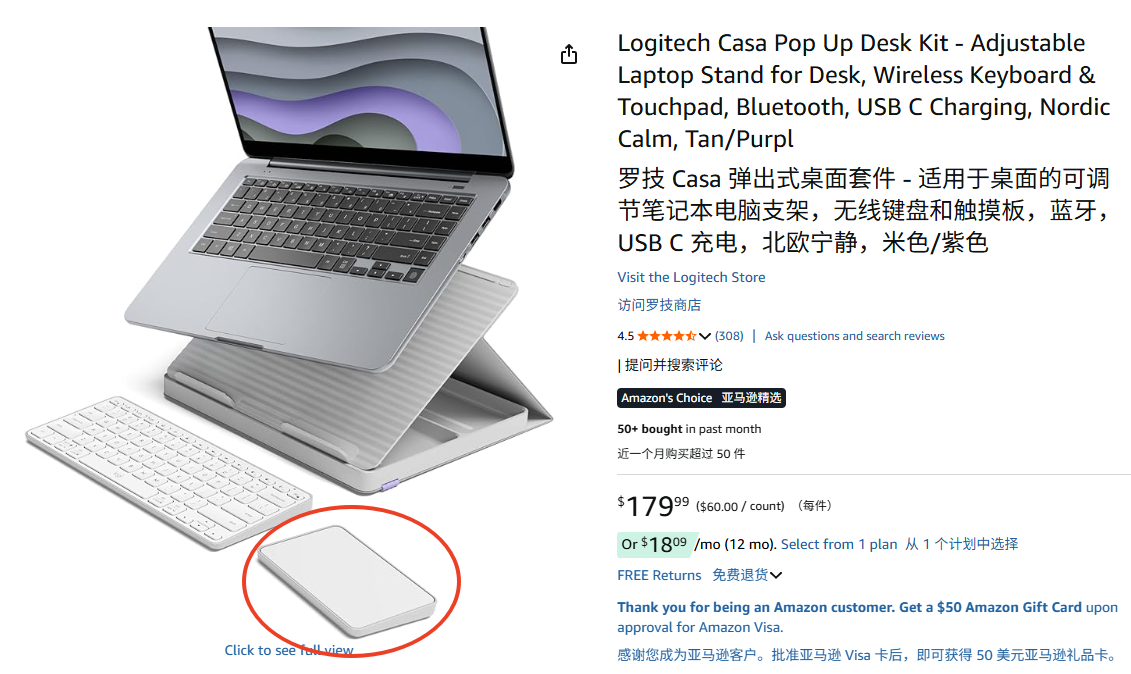 Logitech Casa Pop Up Desk Kit - Adjustable
Laptop Stand for Desk, Wireless Keyboard &
Touchpad, Bluetooth, USB C Charging, Nordic
Calm, Tan/Purpl
罗技 Casa 弹出式桌面套件 - 适用于桌面的可调
节笔记本电脑支架，无线键盘和触摸板，蓝牙，
USB C 充电，北欧宁静，米色/紫色
Visit the Logitech Store
访问罗技商店
4.5 (308) | Ask questions and search reviews
| 提问并搜索评论
Amazon's Choice 亚马逊精选
50+ bought in past month
近一个月购买超过 50 件
$17999 ($60.00 / count) （每件）
Or $1809 /mo (12 mo). Select from 1 plan 从 1 个计划中选择
FREE Returns 免费退货
Thank you for being an Amazon customer. Get a $50 Amazon Gift Card upon
approval for Amazon Visa.
感谢您成为亚马逊客户。批准亚马逊 Visa 卡后，即可获得 50 美元亚马逊礼品卡。
Click to see full view